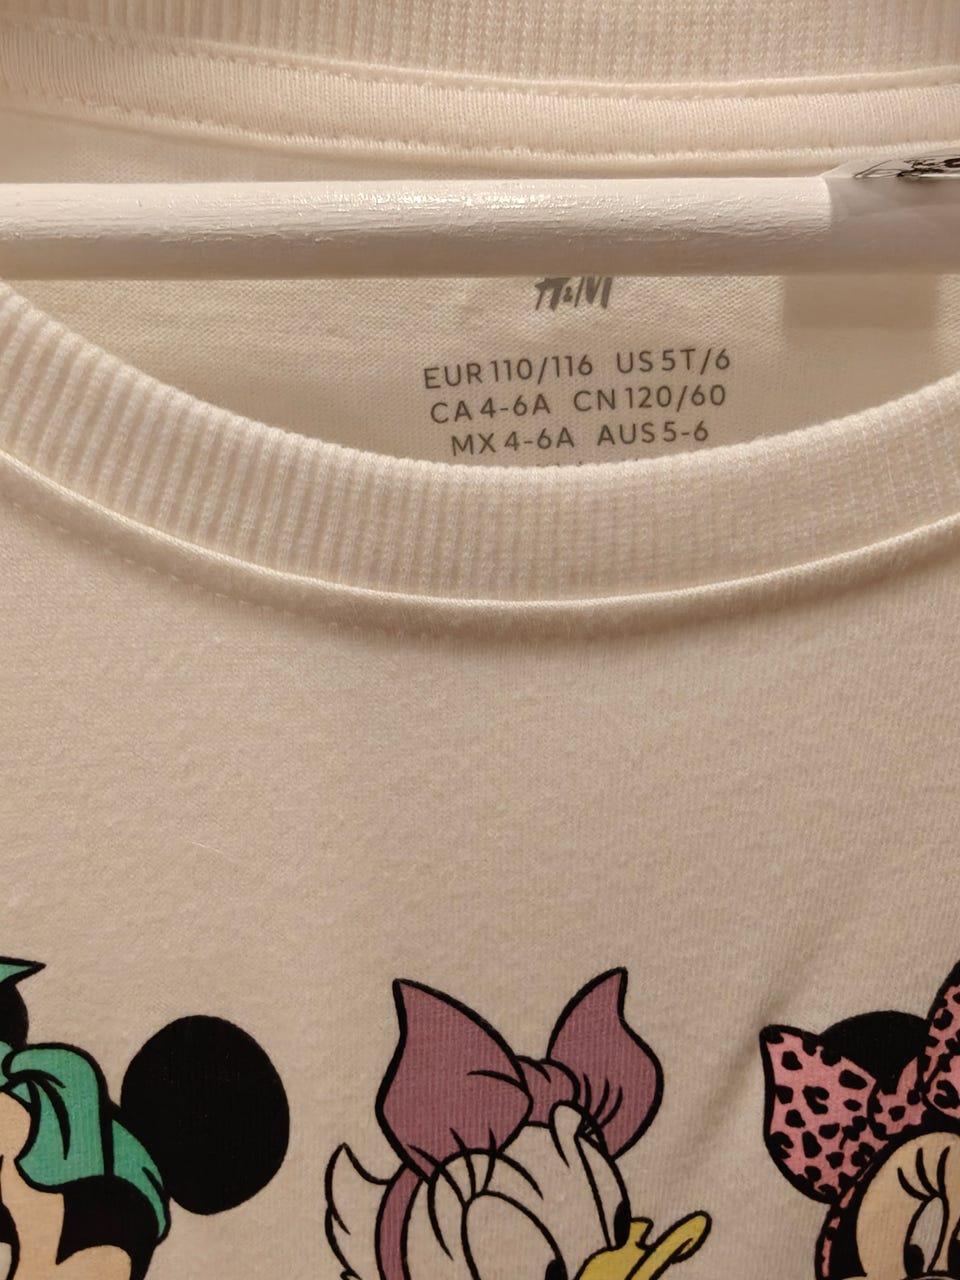 H&M
EUR 110/116 US 5T/6
CA 4-6A CN 120/60
MX 4-6A AUS 5-6